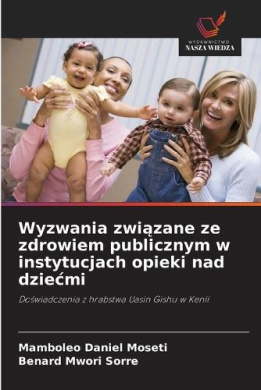 WYDAWNICTWO
NASZA WIEDZA
Wyzwania związane ze
zdrowiem publicznym w
instytucjach opieki nad
dziećmi
Doświadczenia z hrabstwa Uasin Gishu w Kenii
Mamboleo Daniel Moseti
Benard Mwori Sorre